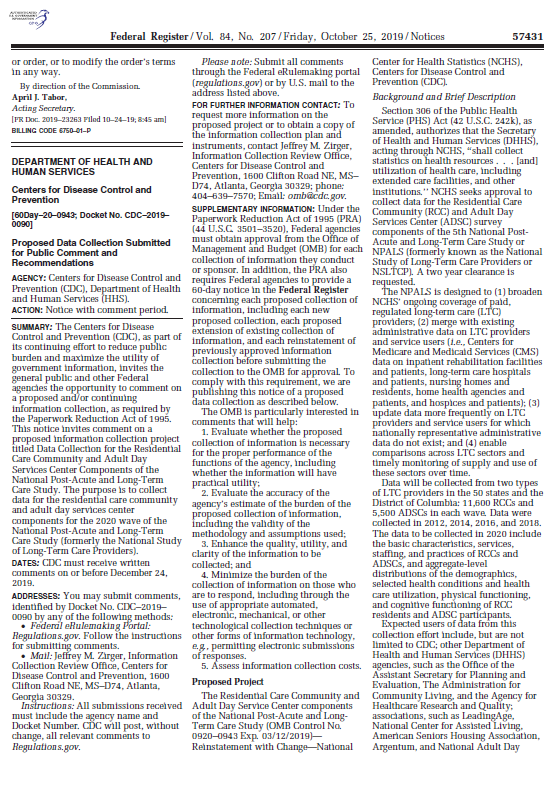 Federal Register / Vol. 84, No. 207 / Friday, October 25, 2019 / Notices
57431
or order, or to modify the order's terms
in any way.
By direction of the Commission.
April J. Tabor,
Acting Secretary.
[FR Doc. 2019–23263 Filed 10–24–19; 8:45 am]
BILLING CODE 6750–01–P
DEPARTMENT OF HEALTH AND
HUMAN SERVICES
Centers for Disease Control and
Prevention
[60Day–20–0943; Docket No. CDC–2019–
0090]
Proposed Data Collection Submitted
for Public Comment and
Recommendations
AGENCY: Centers for Disease Control and
Prevention (CDC), Department of Health
and Human Services (HHS).
ACTION: Notice with comment period.
SUMMARY: The Centers for Disease
Control and Prevention (CDC), as part of
its continuing effort to reduce public
burden and maximize the utility of
government information, invites the
general public and other Federal
agencies the opportunity to comment on
a proposed and/or continuing
information collection, as required by
the Paperwork Reduction Act of 1995.
This notice invites comment on a
proposed information collection project
titled Data Collection for the Residential
Care Community and Adult Day
Services Center Components of the
National Post-Acute and Long-Term
Care Study. The purpose is to collect
data for the residential care community
and adult day services center
components for the 2020 wave of the
National Post-Acute and Long-Term
Care Study (formerly the National Study
of Long-Term Care Providers).
DATES: CDC must receive written
comments on or before December 24,
2019.
ADDRESSES: You may submit comments,
identified by Docket No. CDC–2019–
0090 by any of the following methods:
• Federal eRulemaking Portal:
Regulations.gov. Follow the instructions
for submitting comments.
• Mail: Jeffrey M. Zirger, Information
Collection Review Office, Centers for
Disease Control and Prevention, 1600
Clifton Road NE, MS–D74, Atlanta,
Georgia 30329.
Instructions: All submissions received
must include the agency name and
Docket Number. CDC will post, without
change, all relevant comments to
Regulations.gov.
Please note: Submit all comments
through the Federal eRulemaking portal
(regulations.gov) or by U.S. mail to the
address listed above.
FOR FURTHER INFORMATION CONTACT: To
request more information on the
proposed project or to obtain a copy of
the information collection plan and
instruments, contact Jeffrey M. Zirger,
Information Collection Review Office,
Centers for Disease Control and
Prevention, 1600 Clifton Road NE, MS–
D74, Atlanta, Georgia 30329; phone:
404–639–7570; Email: omb@cdc.gov.
SUPPLEMENTARY INFORMATION: Under the
Paperwork Reduction Act of 1995 (PRA)
(44 U.S.C. 3501–3520), Federal agencies
must obtain approval from the Office of
Management and Budget (OMB) for each
collection of information they conduct
or sponsor. In addition, the PRA also
requires Federal agencies to provide a
60-day notice in the Federal Register
concerning each proposed collection of
information, including each new
proposed collection, each proposed
extension of existing collection of
information, and each reinstatement of
previously approved information
collection before submitting the
collection to the OMB for approval. To
comply with this requirement, we are
publishing this notice of a proposed
data collection as described below.
The OMB is particularly interested in
comments that will help:
1. Evaluate whether the proposed
collection of information is necessary
for the proper performance of the
functions of the agency, including
whether the information will have
practical utility;
2. Evaluate the accuracy of the
agency's estimate of the burden of the
proposed collection of information,
including the validity of the
methodology and assumptions used;
3. Enhance the quality, utility, and
clarity of the information to be
collected; and
4. Minimize the burden of the
collection of information on those who
are to respond, including through the
use of appropriate automated,
electronic, mechanical, or other
technological collection techniques or
other forms of information technology,
e.g., permitting electronic submissions
of responses.
5. Assess information collection costs.
Proposed Project
The Residential Care Community and
Adult Day Service Center components
of the National Post-Acute and Long-
Term Care Study (OMB Control No.
0920–0943 Exp. 03/12/2019)—
Reinstatement with Change—National
Center for Health Statistics (NCHS),
Centers for Disease Control and
Prevention (CDC).
Background and Brief Description
Section 306 of the Public Health
Service (PHS) Act (42 U.S.C. 242k), as
amended, authorizes that the Secretary
of Health and Human Services (DHHS),
acting through NCHS, "shall collect
statistics on health resources . . . [and]
utilization of health care, including
extended care facilities, and other
institutions." NCHS seeks approval to
collect data for the Residential Care
Community (RCC) and Adult Day
Services Center (ADSC) survey
components of the 5th National Post-
Acute and Long-Term Care Study or
NPALS (formerly known as the National
Study of Long-Term Care Providers or
NSLTCP). A two year clearance is
requested.
The NPALS is designed to (1) broaden
NCHS' ongoing coverage of paid,
regulated long-term care (LTC)
providers; (2) merge with existing
administrative data on LTC providers
and service users (i.e., Centers for
Medicare and Medicaid Services (CMS)
data on inpatient rehabilitation facilities
and patients, long-term care hospitals
and patients, nursing homes and
residents, home health agencies and
patients, and hospices and patients); (3)
update data more frequently on LTC
providers and service users for which
nationally representative administrative
data do not exist; and (4) enable
comparisons across LTC sectors and
timely monitoring of supply and use of
these sectors over time.
Data will be collected from two types
of LTC providers in the 50 states and the
District of Columbia: 11,600 RCCs and
5,500 ADSCs in each wave. Data were
collected in 2012, 2014, 2016, and 2018.
The data to be collected in 2020 include
the basic characteristics, services,
staffing, and practices of RCCs and
ADSCs, and aggregate-level
distributions of the demographics,
selected health conditions and health
care utilization, physical functioning,
and cognitive functioning of RCC
residents and ADSC participants.
Expected users of data from this
collection effort include, but are not
limited to CDC; other Department of
Health and Human Services (DHHS)
agencies, such as the Office of the
Assistant Secretary for Planning and
Evaluation, The Administration for
Community Living, and the Agency for
Healthcare Research and Quality;
associations, such as LeadingAge,
National Center for Assisted Living,
American Seniors Housing Association,
Argentum, and National Adult Day